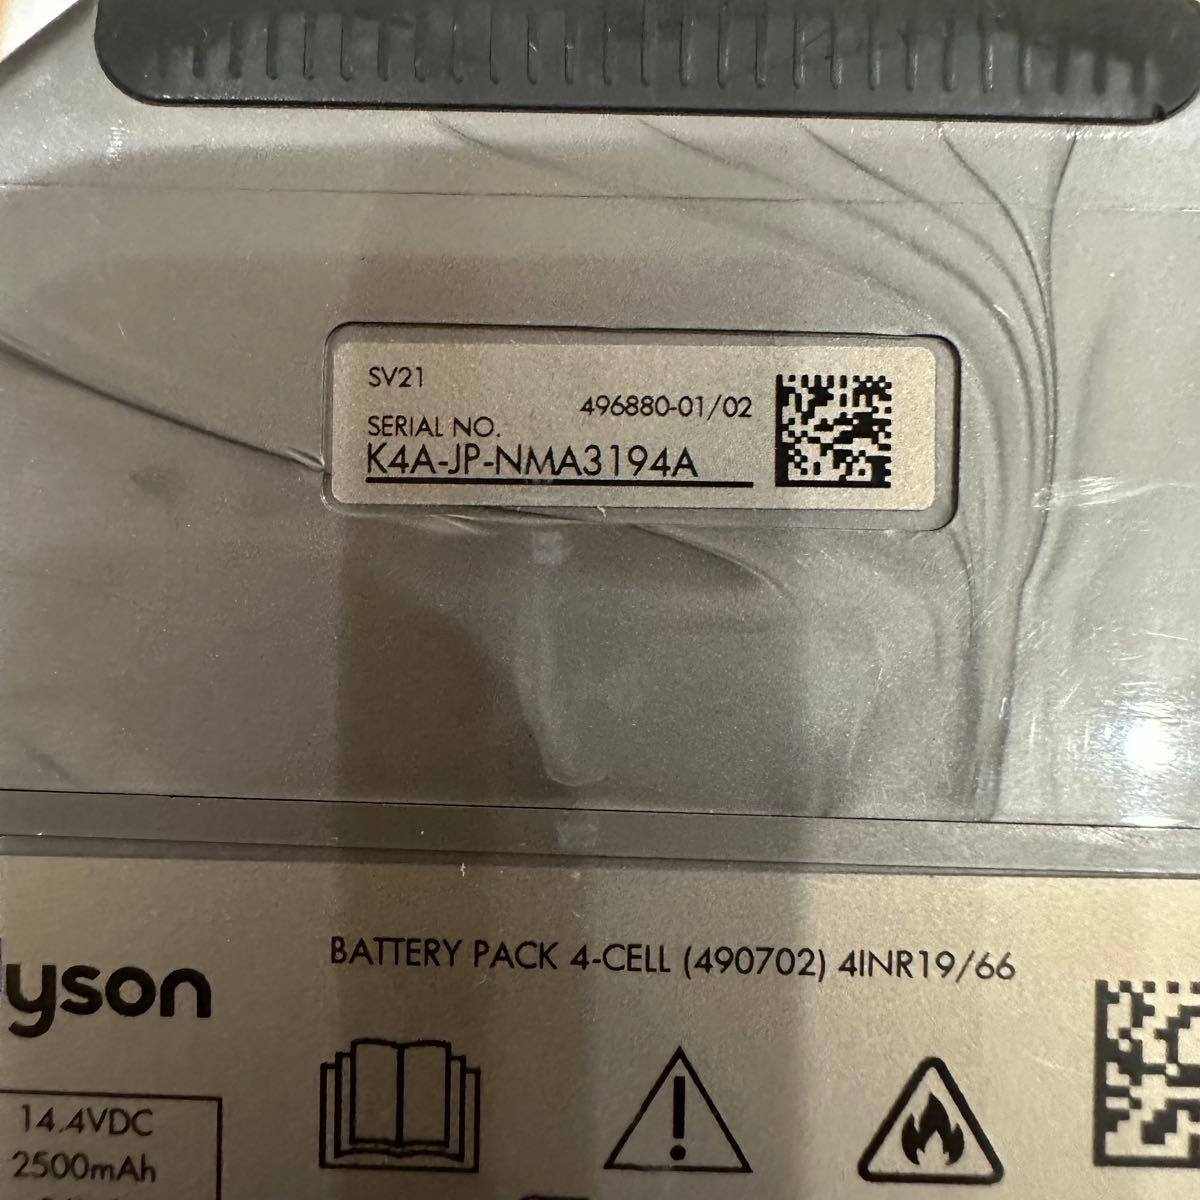 SV21
496880-01/02
SERIAL NO.
K4A-JP-NMA3194A
BATTERY PACK 4-CELL (490702) 4INR19/66
dyson
14.4VDC
2500mAh